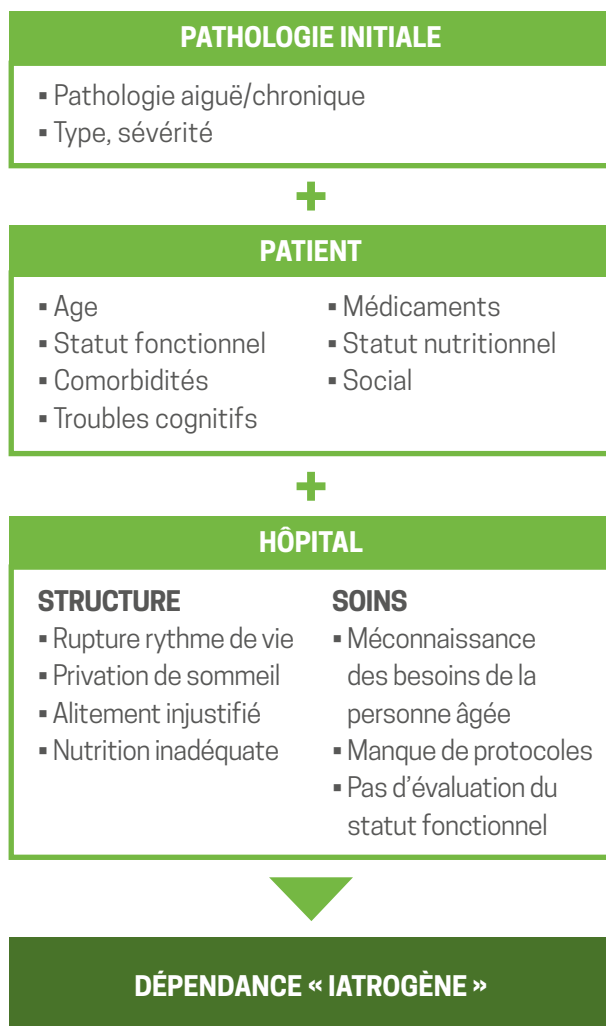 PATHOLOGIE INITIALE
▪ Pathologie aiguë/chronique
▪ Type, sévérité
+
PATIENT
▪ Age
▪ Statut fonctionnel
▪ Comorbidités
▪ Troubles cognitifs
▪ Médicaments
▪ Statut nutritionnel
▪ Social
+
HÔPITAL
STRUCTURE
▪ Rupture rythme de vie
▪ Privation de sommeil
▪ Alitement injustifié
▪ Nutrition inadéquate
SOINS
▪ Méconnaissance
des besoins de la
personne âgée
▪ Manque de protocoles
▪ Pas d’évaluation du
statut fonctionnel
DÉPENDANCE « IATROGÈNE »